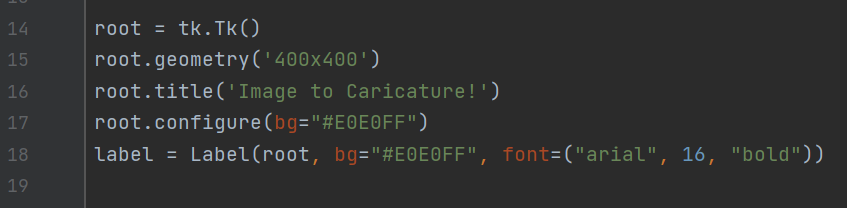 14 root = tk.Tk()
15 root.geometry('400x400')
16 root.title('Image to Caricature!')
17 root.configure(bg="#E0E0FF")
18 label = Label(root, bg="#E0E0FF", font=("arial", 16, "bold"))
19